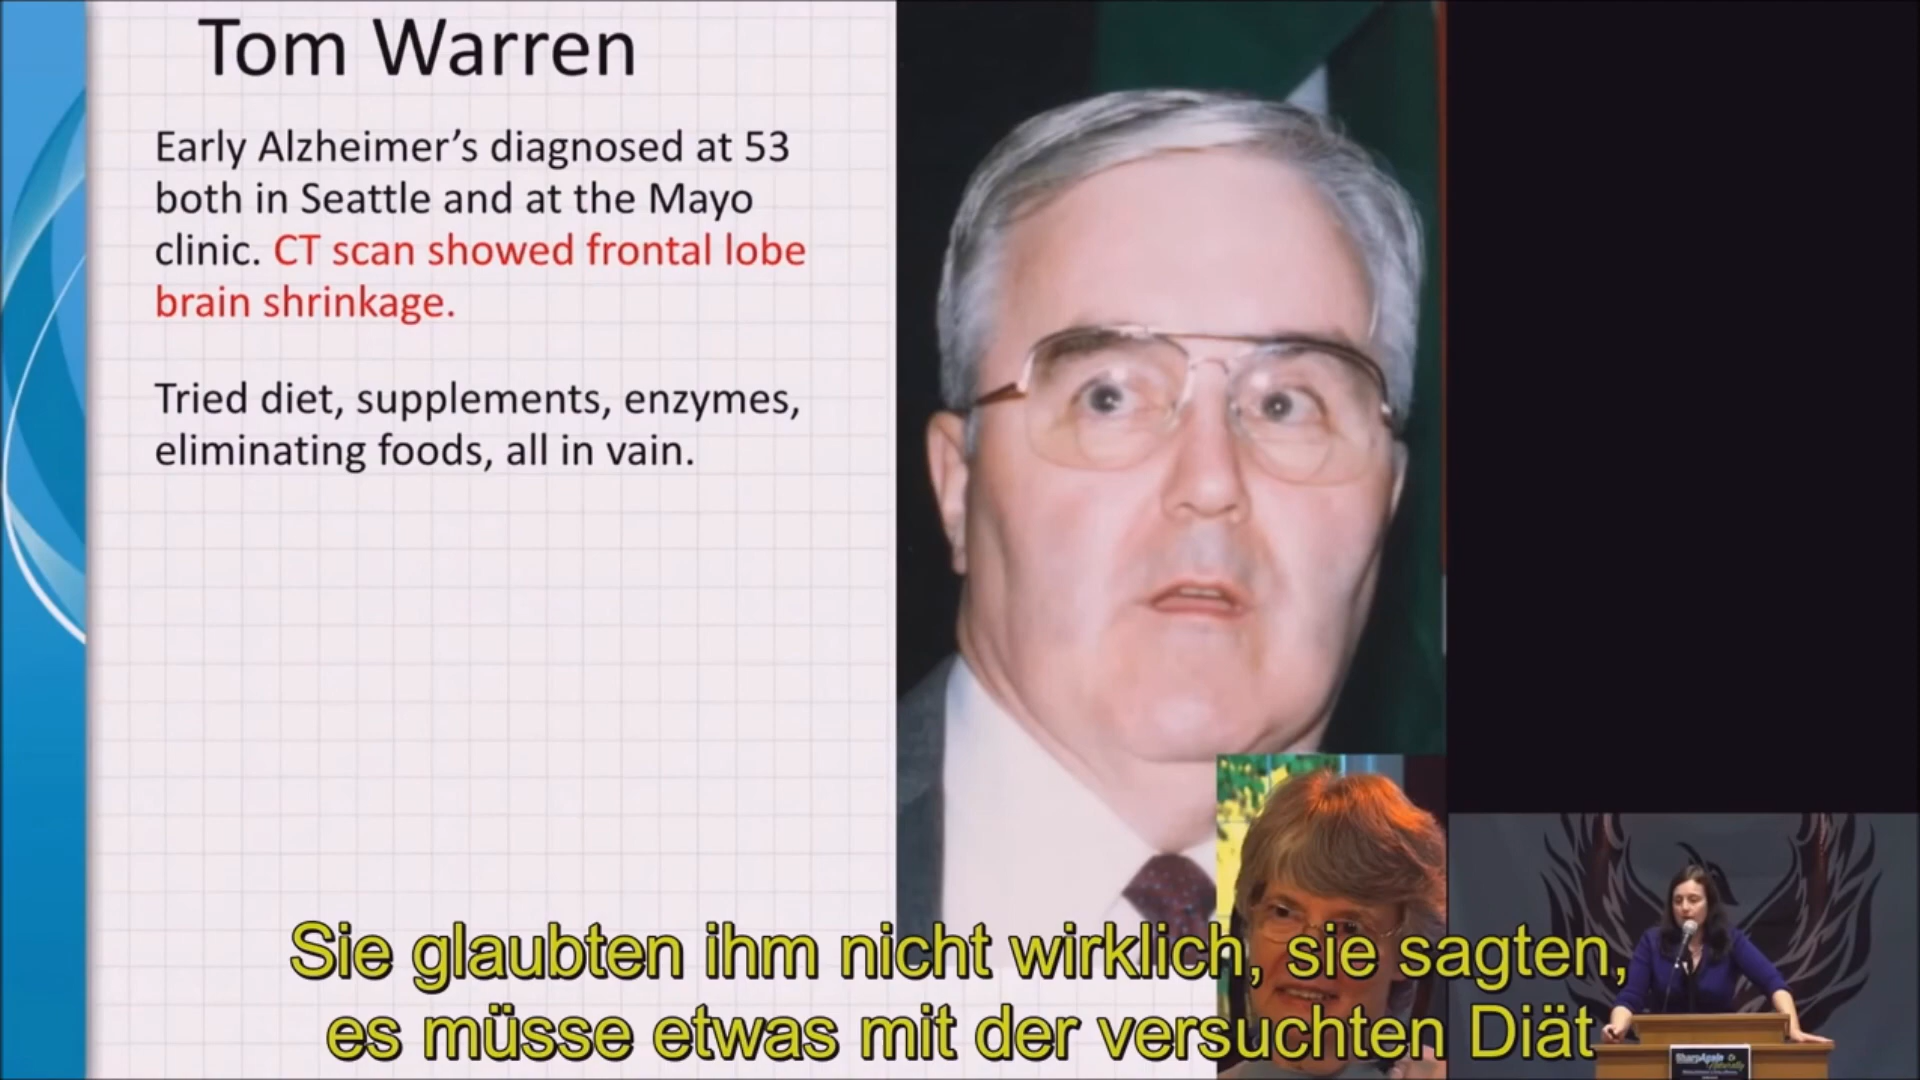 Tom Warren
Early Alzheimer’s diagnosed at 53
both in Seattle and at the Mayo
clinic. CT scan showed frontal lobe
brain shrinkage.
Tried diet, supplements, enzymes,
eliminating foods, all in vain.
Sie glaubten ihm nicht wirklich, sie sagten,
es müsse etwas mit der versuchten Diät
SharpAgain
Naturally